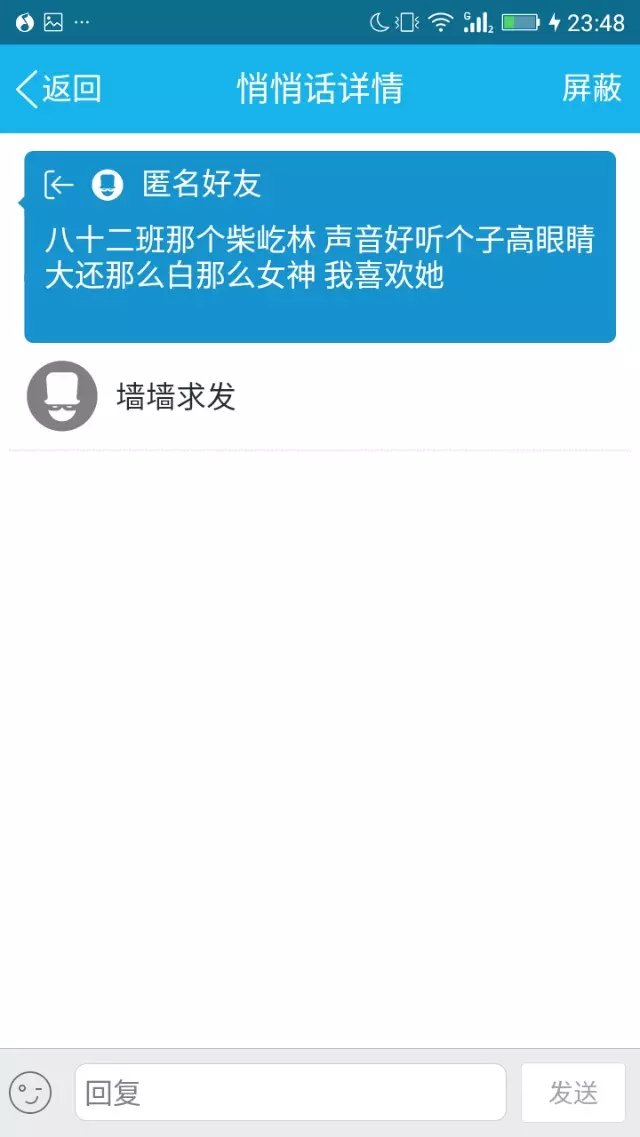 23:48
返回 悄悄话详情 屏蔽
匿名好友
八十二班那个柴屹林 声音好听个子高眼睛
大还那么白那么女神 我喜欢她
墙墙求发
回复 发送